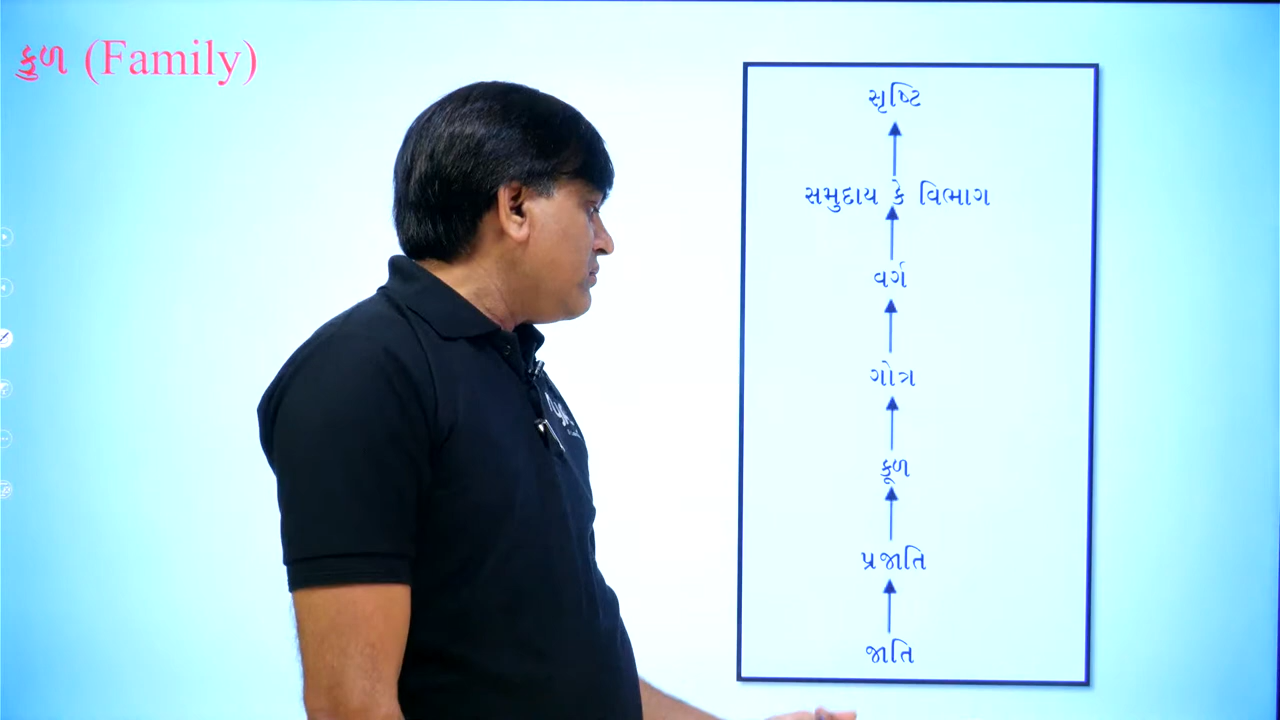 કુળ (Family)
સૃષ્ટિ
સમુદાય કે વિભાગ
વર્ગ
ગોત્ર
કૂળ
પ્રજાતિ
જાતિ